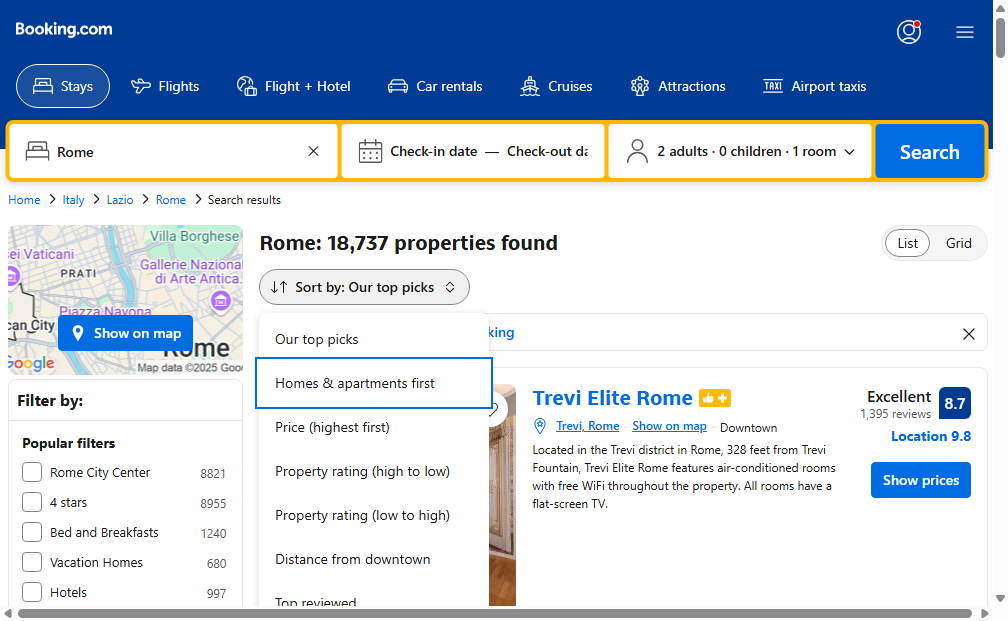 Booking.com
Stays
Flights
Flight + Hotel
Car rentals
Cruises
Attractions
TAXI
Airport taxis
Rome
Check-in date — Check-out da
2 adults · 0 children · 1 room
Search
Home > Italy > Lazio > Rome > Search results
Villa Borghese
sei Vaticani
PRATI
Gallerie Nazional
di Arte Antica.
Piazza Navona
can City
Show on map
Rome
Google
Map data ©2025 Goo
Filter by:
Popular filters
Rome City Center 8821
4 stars 8955
Bed and Breakfasts 1240
Vacation Homes 680
Hotels 997
Rome: 18,737 properties found
List
Grid
Sort by: Our top picks
king
Our top picks
Homes & apartments first
Price (highest first)
Property rating (high to low)
Property rating (low to high)
Distance from downtown
Top reviewed
Trevi Elite Rome
Trevi, Rome · Show on map · Downtown
Located in the Trevi district in Rome, 328 feet from Trevi
Fountain, Trevi Elite Rome features air-conditioned rooms
with free WiFi throughout the property. All rooms have a
flat-screen TV.
Excellent
1,395 reviews
8.7
Location 9.8
Show prices